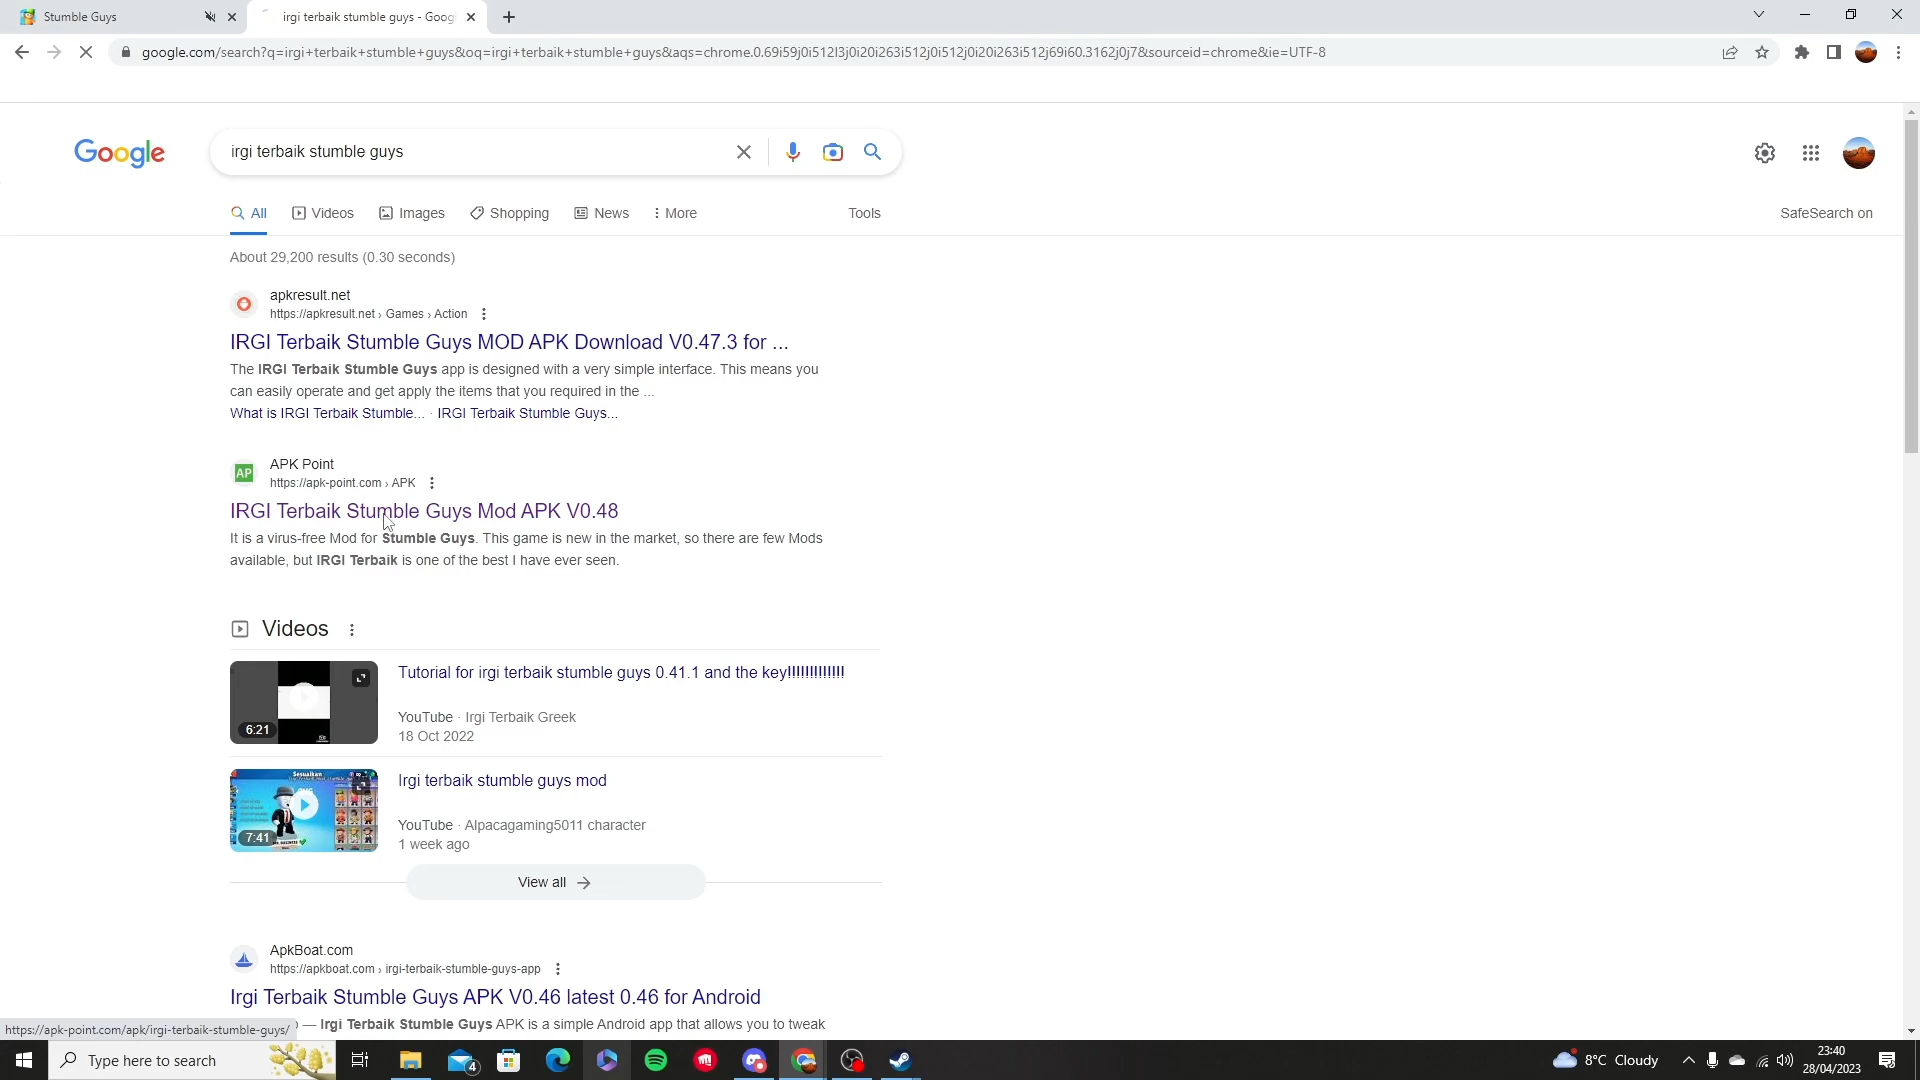 Stumble Guys
irgi terbaik stumble guys - Goog
google.com/search?q=irgi+terbaik+stumble+guys&oq=irgi+terbaik+stumble+guys&aqs=chrome.0.69i59j0i512l3j0i20i263i512j0i512j0i20i263i512j69i60.3162j0j7&sourceid=chrome&ie=UTF-8
Google
irgi terbaik stumble guys
All
Videos
Images
Shopping
News
More
Tools
SafeSearch on
About 29,200 results (0.30 seconds)
apkresult.net
https://apkresult.net › Games › Action
IRGI Terbaik Stumble Guys MOD APK Download V0.47.3 for ...
The IRGI Terbaik Stumble Guys app is designed with a very simple interface. This means you
can easily operate and get apply the items that you required in the ...
What is IRGI Terbaik Stumble... · IRGI Terbaik Stumble Guys...
AP
APK Point
https://apk-point.com › APK
IRGI Terbaik Stumble Guys Mod APK V0.48
It is a virus-free Mod for Stumble Guys. This game is new in the market, so there are few Mods
available, but IRGI Terbaik is one of the best I have ever seen.
Videos
6:21
Tutorial for irgi terbaik stumble guys 0.41.1 and the key!!!!!!!!!!!!!
YouTube · Irgi Terbaik Greek
18 Oct 2022
Sesuaikan
7:41
Irgi terbaik stumble guys mod
YouTube · Alpacagaming5011 character
1 week ago
View all
ApkBoat.com
https://apkboat.com › irgi-terbaik-stumble-guys-app
Irgi Terbaik Stumble Guys APK V0.46 latest 0.46 for Android
— Irgi Terbaik Stumble Guys APK is a simple Android app that allows you to tweak
https://apk-point.com/apk/irgi-terbaik-stumble-guys/
Type here to search
4
8°C Cloudy
23:40
28/04/2023